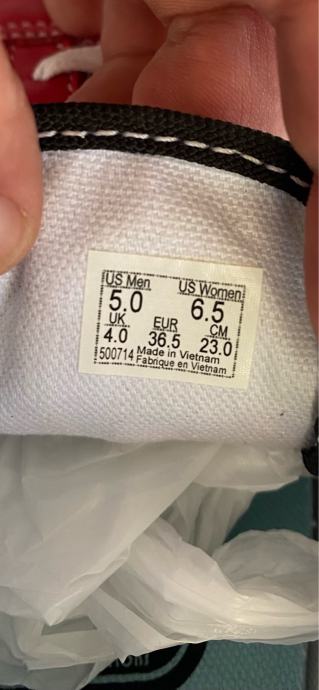 US Men US Women
5.0 6.5
UK EUR CM
4.0 36.5 23.0
500714 Made in Vietnam
Fabrique en Vietnam